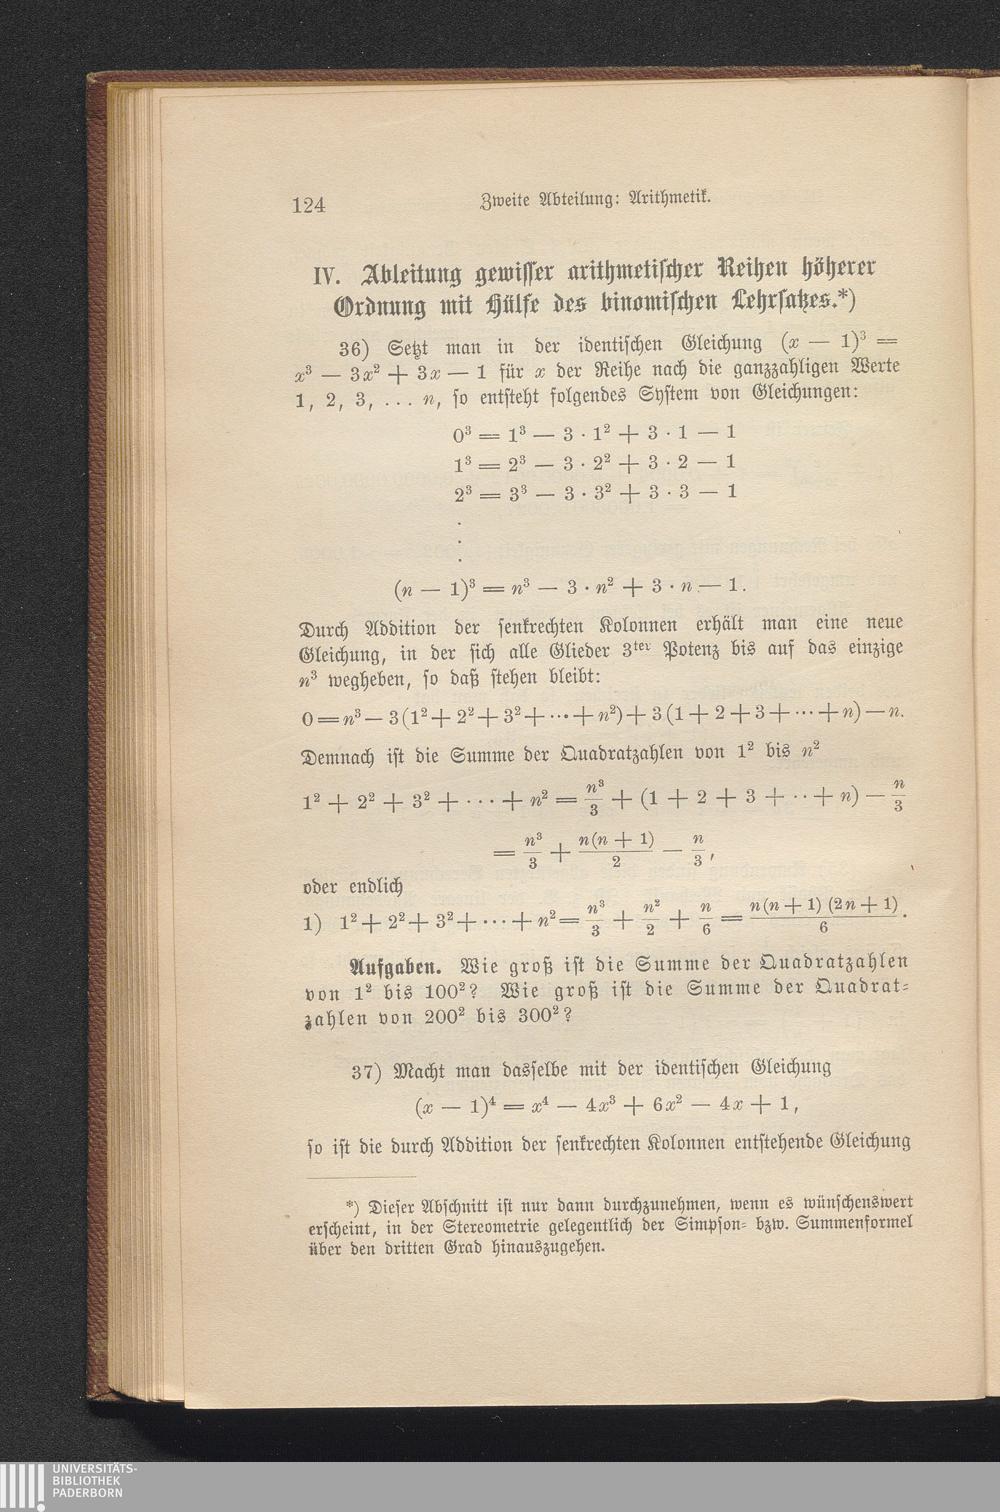 124
Zweite Abteilung: Arithmetik.
IV. Ableitung gewisser arithmetischer Reihen höherer
Ordnung mit Hülfe des binomischen Lehrsatzes.*)
36) Setzt man in der identischen Gleichung (x — 1)³ =
x³ — 3x² + 3x — 1 für x der Reihe nach die ganzzahligen Werte
1, 2, 3, . . . n, so entsteht folgendes System von Gleichungen:
0³ = 1³ — 3 · 1² + 3 · 1 — 1
1³ = 2³ — 3 · 2² + 3 · 2 — 1
2³ = 3³ — 3 · 3² + 3 · 3 — 1
.
.
.
(n — 1)³ = n³ — 3 · n² + 3 · n — 1.
Durch Addition der senkrechten Kolonnen erhält man eine neue
Gleichung, in der sich alle Glieder 3ter Potenz bis auf das einzige
n³ wegheben, so daß stehen bleibt:
0 = n³ — 3(1² + 2² + 3² + ··· + n²) + 3(1 + 2 + 3 + ··· + n) — n.
Demnach ist die Summe der Quadratzahlen von 1² bis n²
1² + 2² + 3² + · · · + n² = n³/3 + (1 + 2 + 3 + ·· + n) — n/3
= n³/3 + n(n + 1)/2 — n/3,
oder endlich
1) 1² + 2² + 3² + · · · + n² = n³/3 + n²/2 + n/6 = n(n + 1)(2n + 1)/6.
Aufgaben. Wie groß ist die Summe der Quadratzahlen
von 1² bis 100²? Wie groß ist die Summe der Quadrat-
zahlen von 200² bis 300²?
37) Macht man dasselbe mit der identischen Gleichung
(x — 1)⁴ = x⁴ — 4x³ + 6x² — 4x + 1,
so ist die durch Addition der senkrechten Kolonnen entstehende Gleichung
*) Dieser Abschnitt ist nur dann durchzunehmen, wenn es wünschenswert
erscheint, in der Stereometrie gelegentlich der Simpson- bzw. Summenformel
über den dritten Grad hinauszugehen.
UNIVERSITÄTS-
BIBLIOTHEK
PADERBORN